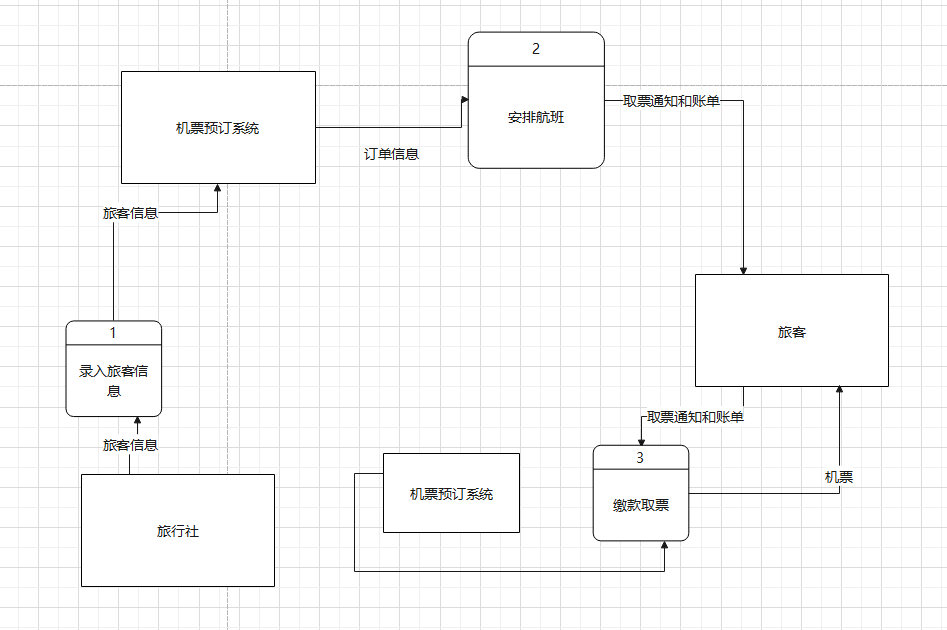 2
安排航班
取票通知和账单
机票预订系统
订单信息
旅客信息
旅客
1
录入旅客信
息
取票通知和账单
旅客信息
3
缴款取票
机票
机票预订系统
旅行社